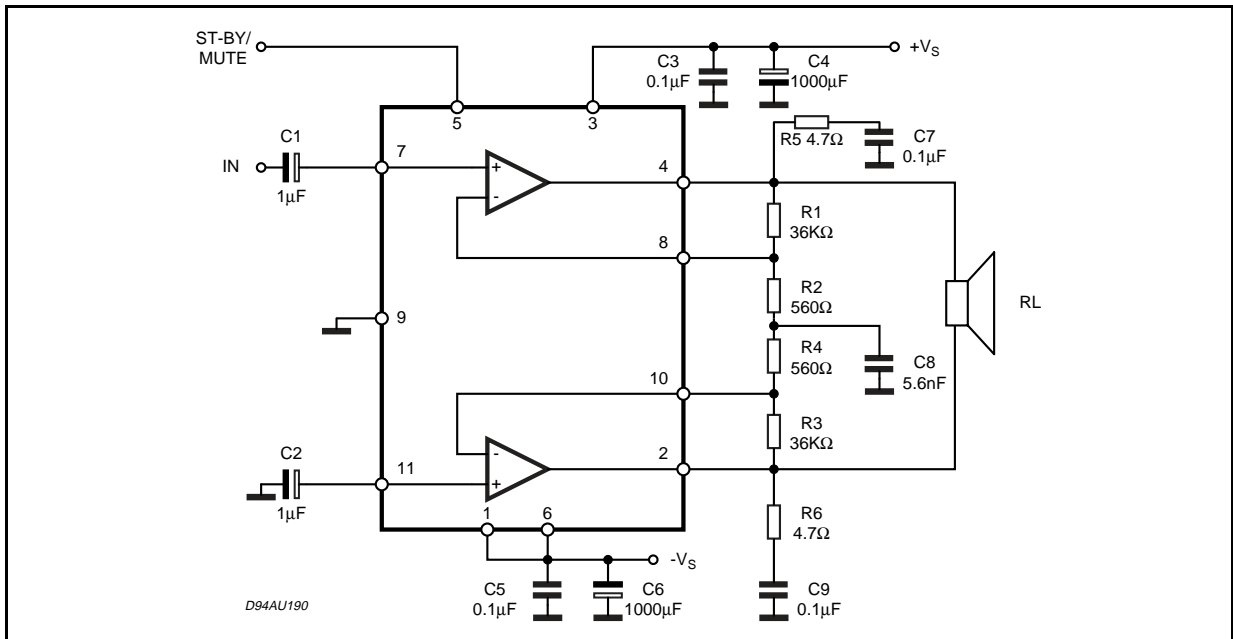 ST-BY/
MUTE
C3
0.1µF
C4
1000µF
+VS
5
3
R5 4.7Ω
C7
0.1µF
C1
IN
1µF
7
+
-
4
R1
36KΩ
8
R2
560Ω
RL
9
R4
560Ω
C8
5.6nF
10
R3
36KΩ
C2
1µF
11
-
+
2
1
6
R6
4.7Ω
-VS
C5
0.1µF
C6
1000µF
C9
0.1µF
D94AU190